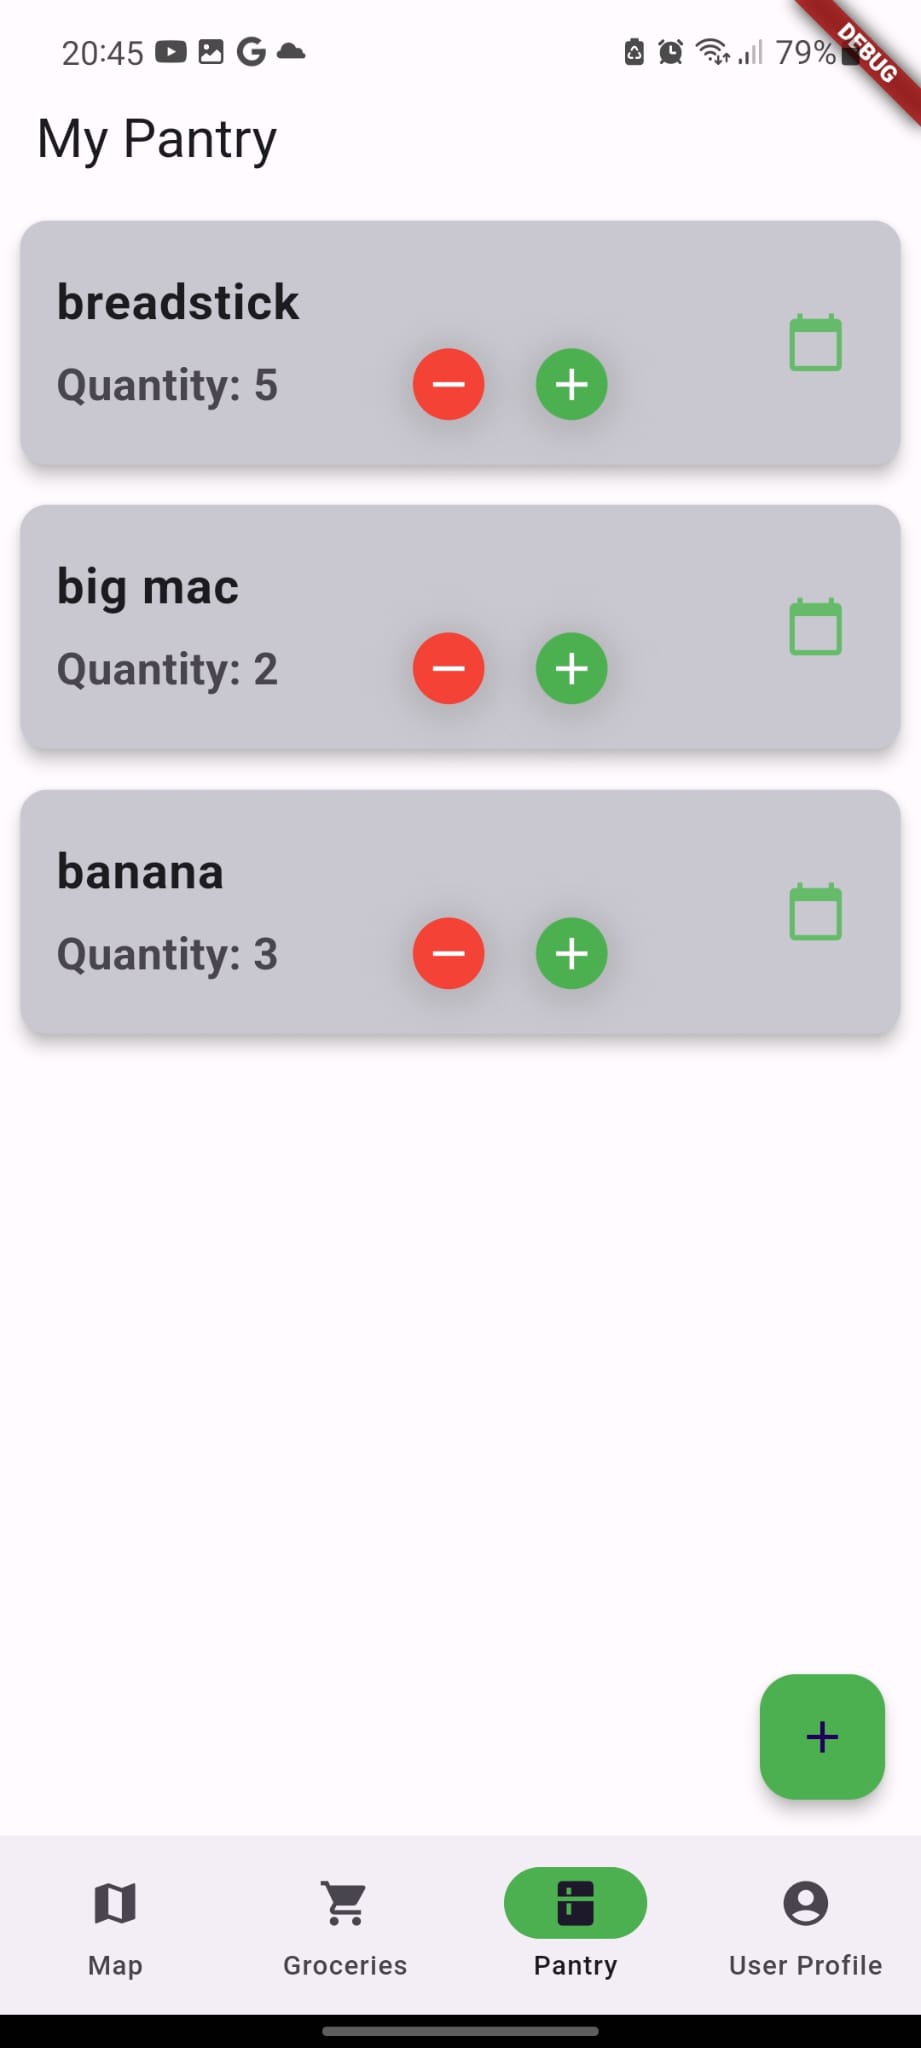 20:45
79%
DEBUG
My Pantry
breadstick
Quantity: 5
big mac
Quantity: 2
banana
Quantity: 3
Map
Groceries
Pantry
User Profile